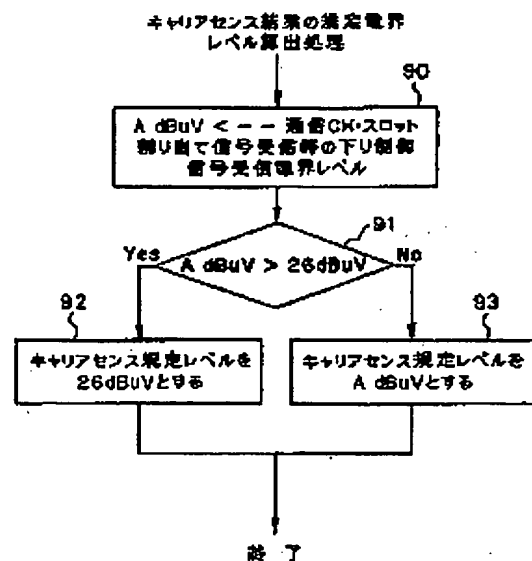 キャリアセンス結果の規定電界
レベル算出処理
90
A dBuV <-- 通信CH・スロット
割り当て信号受信時の下り制御
信号受信電界レベル
91
Yes
A dBuV > 26dBuV
No
92
キャリアセンス規定レベルを
26dBuVとする
93
キャリアセンス規定レベルを
A dBuVとする
終了